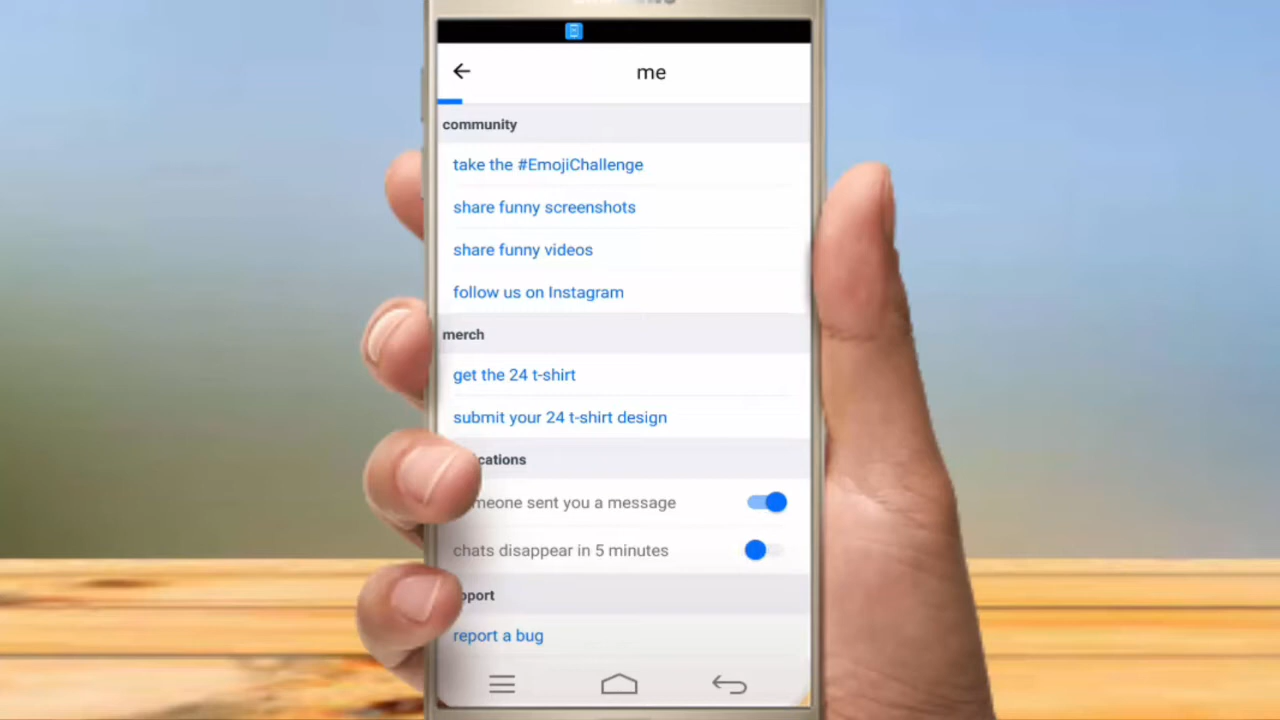 me
community
take the #EmojiChallenge
share funny screenshots
share funny videos
follow us on Instagram
merch
get the 24 t-shirt
submit your 24 t-shirt design
cations
meone sent you a message
chats disappear in 5 minutes
port
report a bug